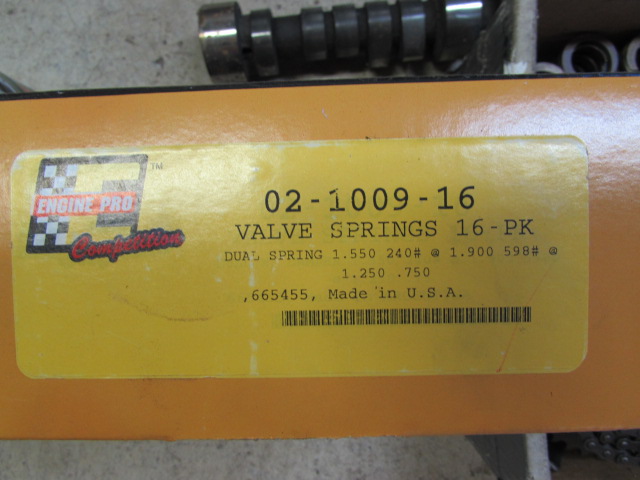 ENGINE PRO
Competition
TM
02-1009-16
VALVE SPRINGS 16-PK
DUAL SPRING 1.550 240# @ 1.900 598# @
1.250 .750
,665455, Made in U.S.A.